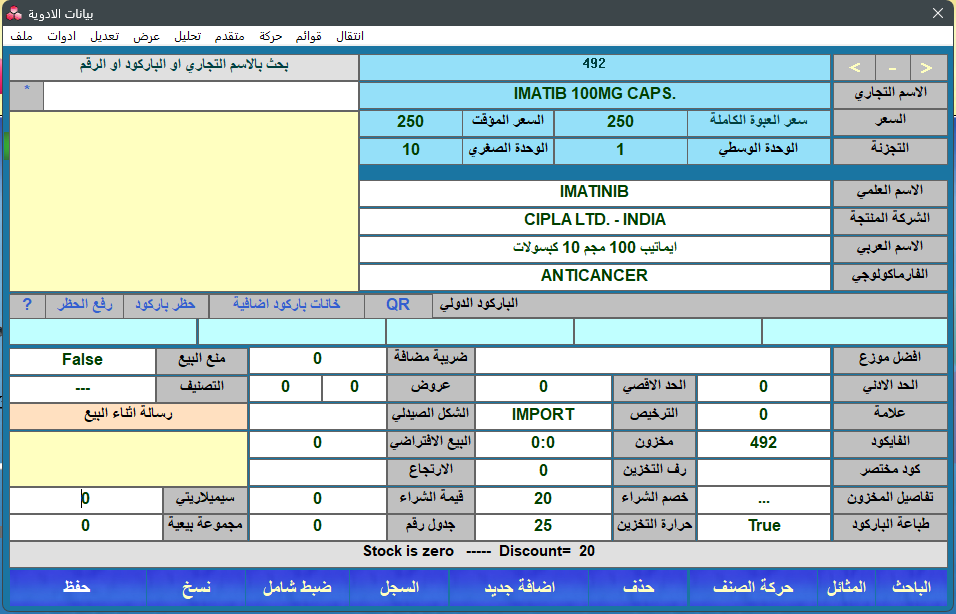 بيانات الادوية
ملف ادوات تعديل عرض تحليل متقدم حركة قوائم انتقال
< - > 492 بحث بالاسم التجاري او الباركود او الرقم
الاسم التجاري IMATIB 100MG CAPS. *
السعر سعر العبوة الكاملة 250 السعر المؤقت 250
التجزئة الوحدة الوسطي 1 الوحدة الصغري 10
الاسم العلمي IMATINIB
الشركة المنتجة CIPLA LTD. - INDIA
الاسم العربي ايماتيب 100 مجم 10 كبسولات
الفارماكولوجي ANTICANCER
الباركود الدولي QR خانات باركود اضافية حظر باركود رفع الحظر ?
افضل موزع ضريبة مضافة 0 منع البيع False
الحد الادني 0 الحد الاقصي 0 عروض 0 0 التصنيف ---
علامة 0 الترخيص IMPORT الشكل الصيدلي رسالة اثناء البيع
الفايكود 492 مخزون 0:0 البيع الافتراضي 0
كود مختصر رف التخزين 0 الارتجاع
تفاصيل المخزون ... خصم الشراء 20 قيمة الشراء 0 سيميلاريتي 0
طباعة الباركود True حرارة التخزين 25 جدول رقم 0 مجموعة بيعية 0
Stock is zero ----- Discount= 20
الباحث المثائل حركة الصنف حذف اضافة جديد السجل ضبط شامل نسخ حفظ